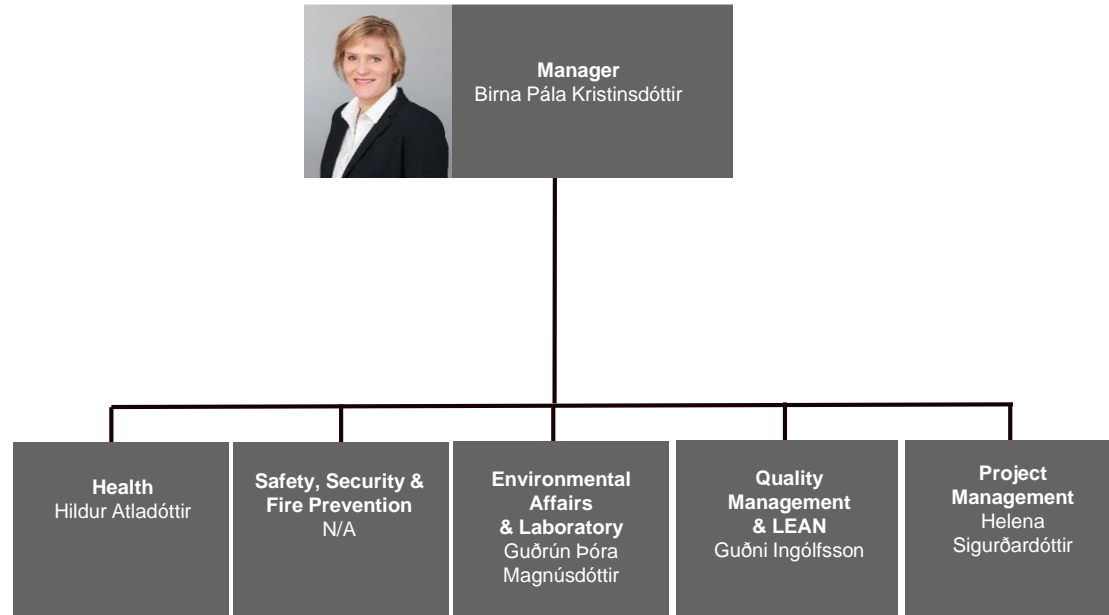 Manager
Birna Pála Kristinsdóttir
Health
Hildur Atladóttir
Safety, Security &
Fire Prevention
N/A
Environmental
Affairs
& Laboratory
Guðrún Þóra
Magnúsdóttir
Quality
Management
& LEAN
Guðni Ingólfsson
Project
Management
Helena
Sigurðardóttir